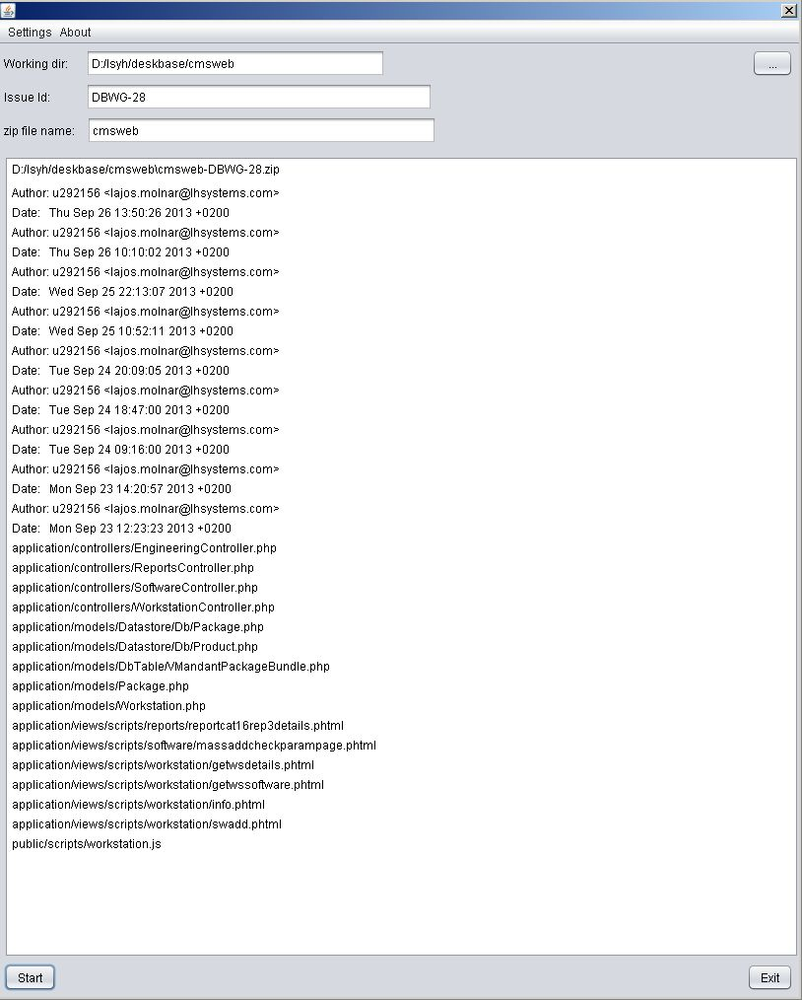 Settings About
Working dir: D:/lsyh/deskbase/cmsweb ...
Issue Id: DBWG-28
zip file name: cmsweb
D:/lsyh/deskbase/cmsweb\cmsweb-DBWG-28.zip
Author: u292156 <lajos.molnar@lhsystems.com>
Date: Thu Sep 26 13:50:26 2013 +0200
Author: u292156 <lajos.molnar@lhsystems.com>
Date: Thu Sep 26 10:10:02 2013 +0200
Author: u292156 <lajos.molnar@lhsystems.com>
Date: Wed Sep 25 22:13:07 2013 +0200
Author: u292156 <lajos.molnar@lhsystems.com>
Date: Wed Sep 25 10:52:11 2013 +0200
Author: u292156 <lajos.molnar@lhsystems.com>
Date: Tue Sep 24 20:09:05 2013 +0200
Author: u292156 <lajos.molnar@lhsystems.com>
Date: Tue Sep 24 18:47:00 2013 +0200
Author: u292156 <lajos.molnar@lhsystems.com>
Date: Tue Sep 24 09:16:00 2013 +0200
Author: u292156 <lajos.molnar@lhsystems.com>
Date: Mon Sep 23 14:20:57 2013 +0200
Author: u292156 <lajos.molnar@lhsystems.com>
Date: Mon Sep 23 12:23:23 2013 +0200
application/controllers/EngineeringController.php
application/controllers/ReportsController.php
application/controllers/SoftwareController.php
application/controllers/WorkstationController.php
application/models/Datastore/Db/Package.php
application/models/Datastore/Db/Product.php
application/models/DbTable/VMandantPackageBundle.php
application/models/Package.php
application/models/Workstation.php
application/views/scripts/reports/reportcat16rep3details.phtml
application/views/scripts/software/massaddcheckparampage.phtml
application/views/scripts/workstation/getwsdetails.phtml
application/views/scripts/workstation/getwssoftware.phtml
application/views/scripts/workstation/info.phtml
application/views/scripts/workstation/swadd.phtml
public/scripts/workstation.js
Start Exit